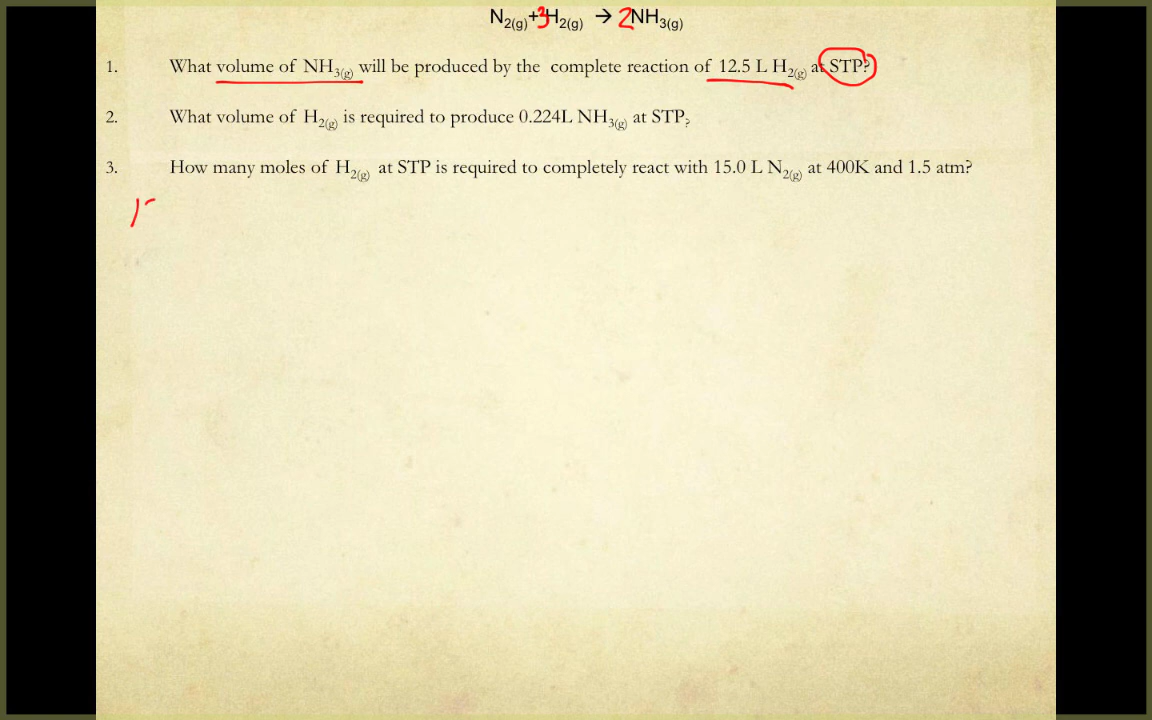 N2(g)+3H2(g) → 2NH3(g)
1. What volume of NH3(g) will be produced by the complete reaction of 12.5 L H2(g) at STP?
2. What volume of H2(g) is required to produce 0.224L NH3(g) at STP?
3. How many moles of H2(g) at STP is required to completely react with 15.0 L N2(g) at 400K and 1.5 atm?